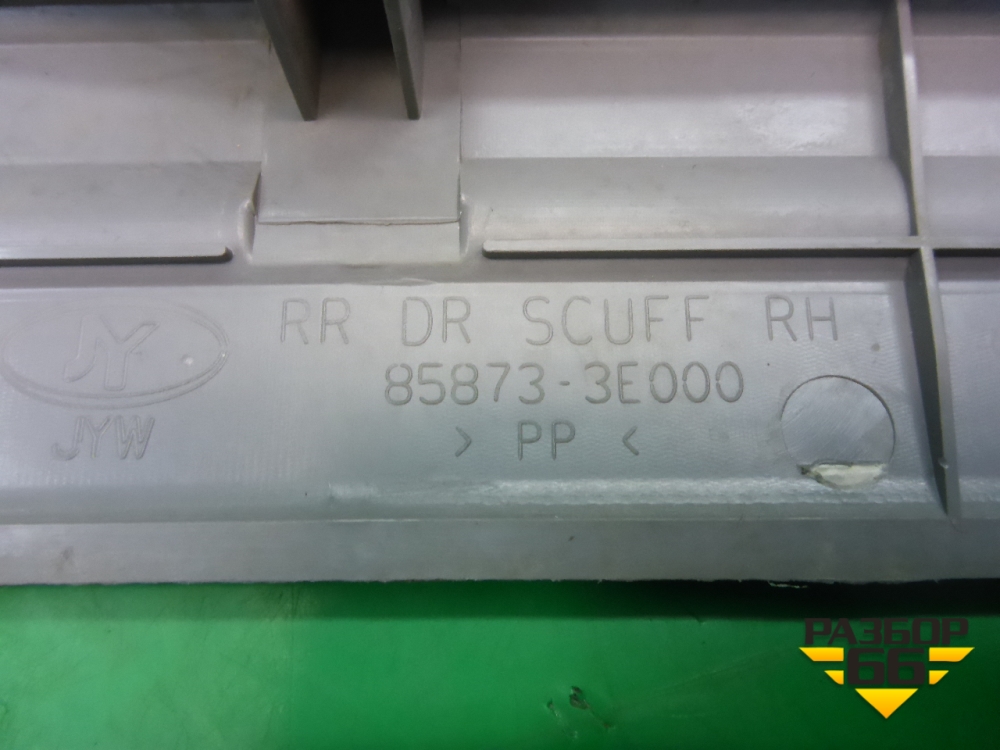 RR DR SCUFF RH
85873-3E000
> PP <
JY
JYW
РАЗБОР
66